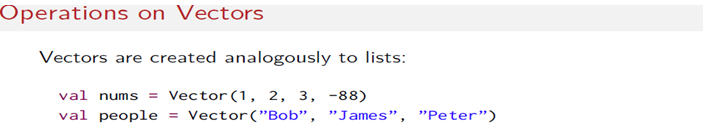 Operations on Vectors
Vectors are created analogously to lists:
val nums = Vector(1, 2, 3, -88)
val people = Vector(”Bob”, ”James”, ”Peter”)